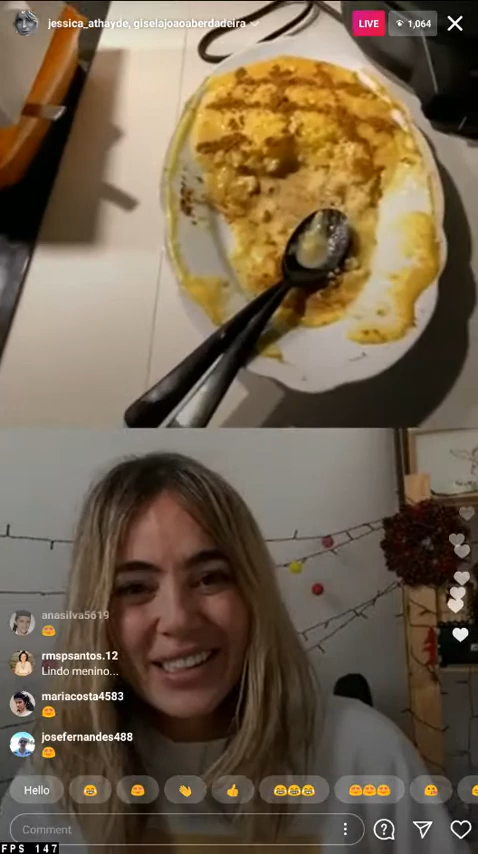 jessica_athayde, giselajoaoaberdadeira
LIVE
1,064
anasilva5619
rmspsantos.12
Lindo menino...
mariacosta4583
josefernandes488
Hello
Comment
FPS 147